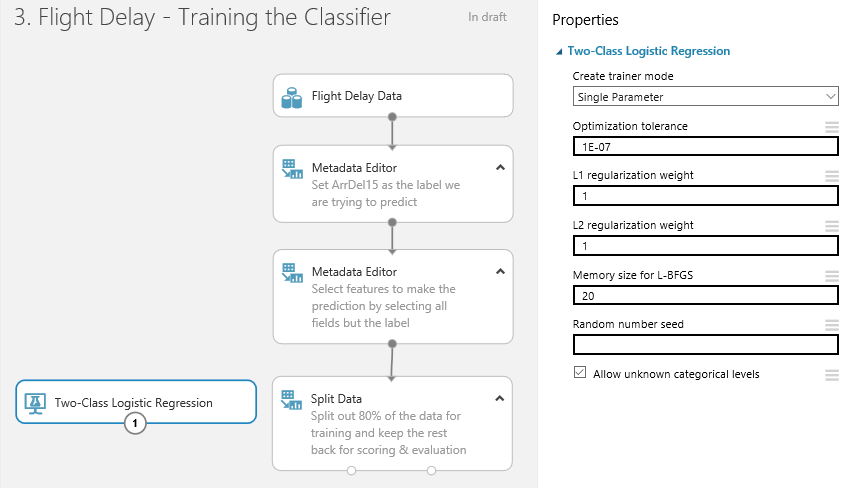 3. Flight Delay - Training the Classifier
In draft
Flight Delay Data
Metadata Editor
Set ArrDel15 as the label we
are trying to predict
Metadata Editor
Select features to make the
prediction by selecting all
fields but the label
Two-Class Logistic Regression
1
Split Data
Split out 80% of the data for
training and keep the rest
back for scoring & evaluation
Properties
Two-Class Logistic Regression
Create trainer mode
Single Parameter
Optimization tolerance
1E-07
L1 regularization weight
1
L2 regularization weight
1
Memory size for L-BFGS
20
Random number seed
Allow unknown categorical levels